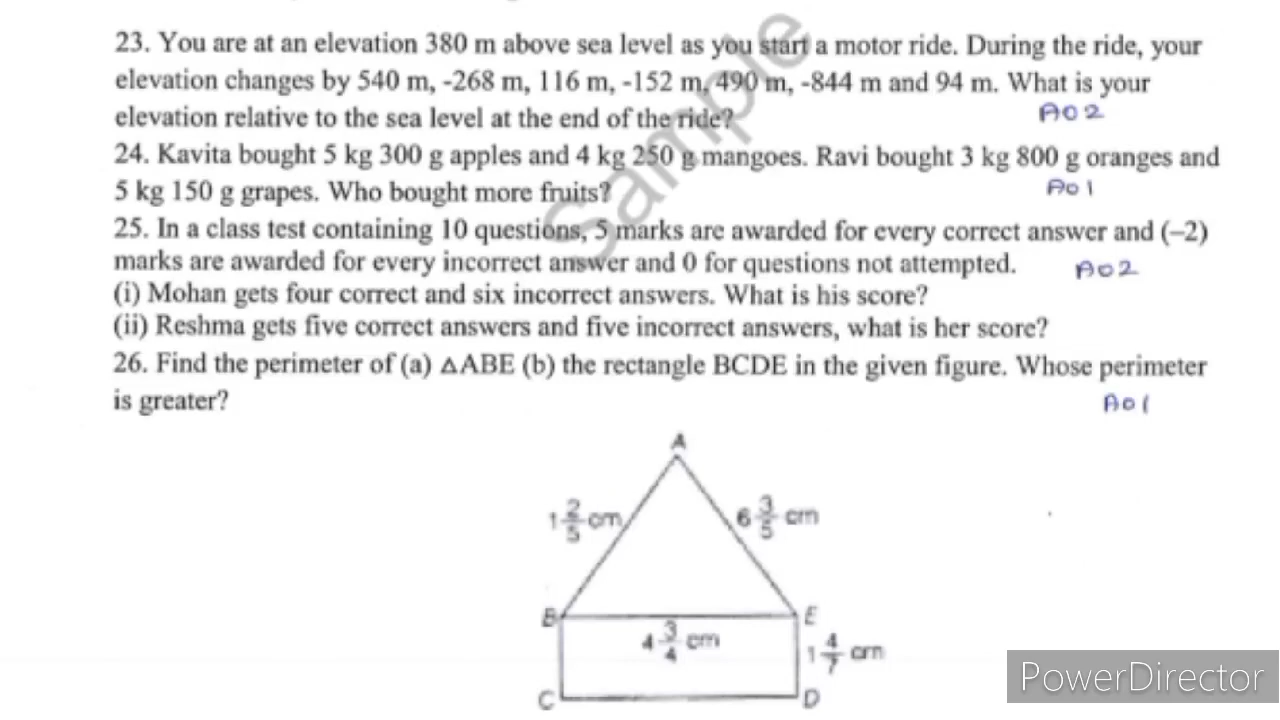 23. You are at an elevation 380 m above sea level as you start a motor ride. During the ride, your
elevation changes by 540 m, -268 m, 116 m, -152 m, 490 m, -844 m and 94 m. What is your
elevation relative to the sea level at the end of the ride?
AO2
24. Kavita bought 5 kg 300 g apples and 4 kg 250 g mangoes. Ravi bought 3 kg 800 g oranges and
5 kg 150 g grapes. Who bought more fruits?
AO1
25. In a class test containing 10 questions, 5 marks are awarded for every correct answer and (–2)
marks are awarded for every incorrect answer and 0 for questions not attempted.
AO2
(i) Mohan gets four correct and six incorrect answers. What is his score?
(ii) Reshma gets five correct answers and five incorrect answers, what is her score?
26. Find the perimeter of (a) △ABE (b) the rectangle BCDE in the given figure. Whose perimeter
is greater?
AO1
A
1 2/5 cm
6 3/5 cm
B
E
4 3/4 cm
1 4/7 cm
C
D
Sample
PowerDirector